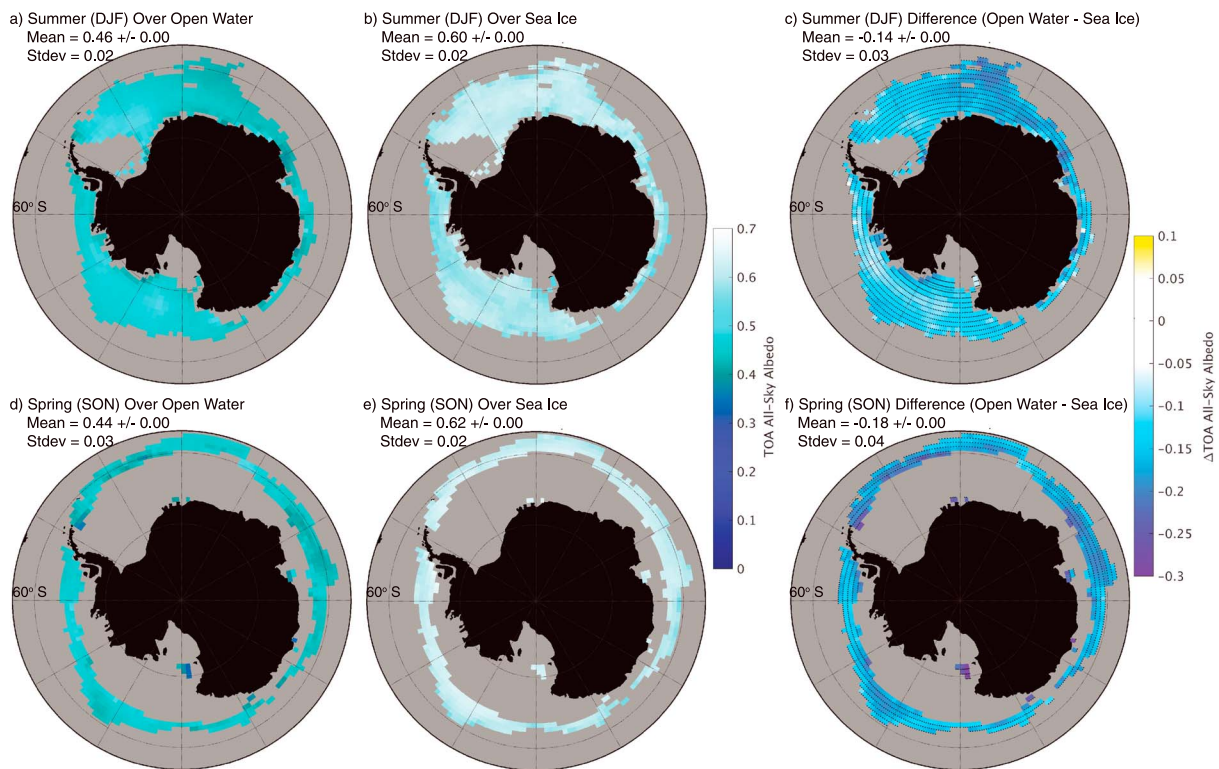 a) Summer (DJF) Over Open Water
Mean = 0.46 +/- 0.00
Stdev = 0.02
60° S
b) Summer (DJF) Over Sea Ice
Mean = 0.60 +/- 0.00
Stdev = 0.02
60° S
0.7
0.6
0.5
0.4
0.3
0.2
0.1
0
TOA All-Sky Albedo
c) Summer (DJF) Difference (Open Water - Sea Ice)
Mean = -0.14 +/- 0.00
Stdev = 0.03
60° S
0.1
0.05
0
-0.05
-0.1
-0.15
-0.2
-0.25
-0.3
ΔTOA All-Sky Albedo
d) Spring (SON) Over Open Water
Mean = 0.44 +/- 0.00
Stdev = 0.03
60° S
e) Spring (SON) Over Sea Ice
Mean = 0.62 +/- 0.00
Stdev = 0.02
60° S
f) Spring (SON) Difference (Open Water - Sea Ice)
Mean = -0.18 +/- 0.00
Stdev = 0.04
60° S